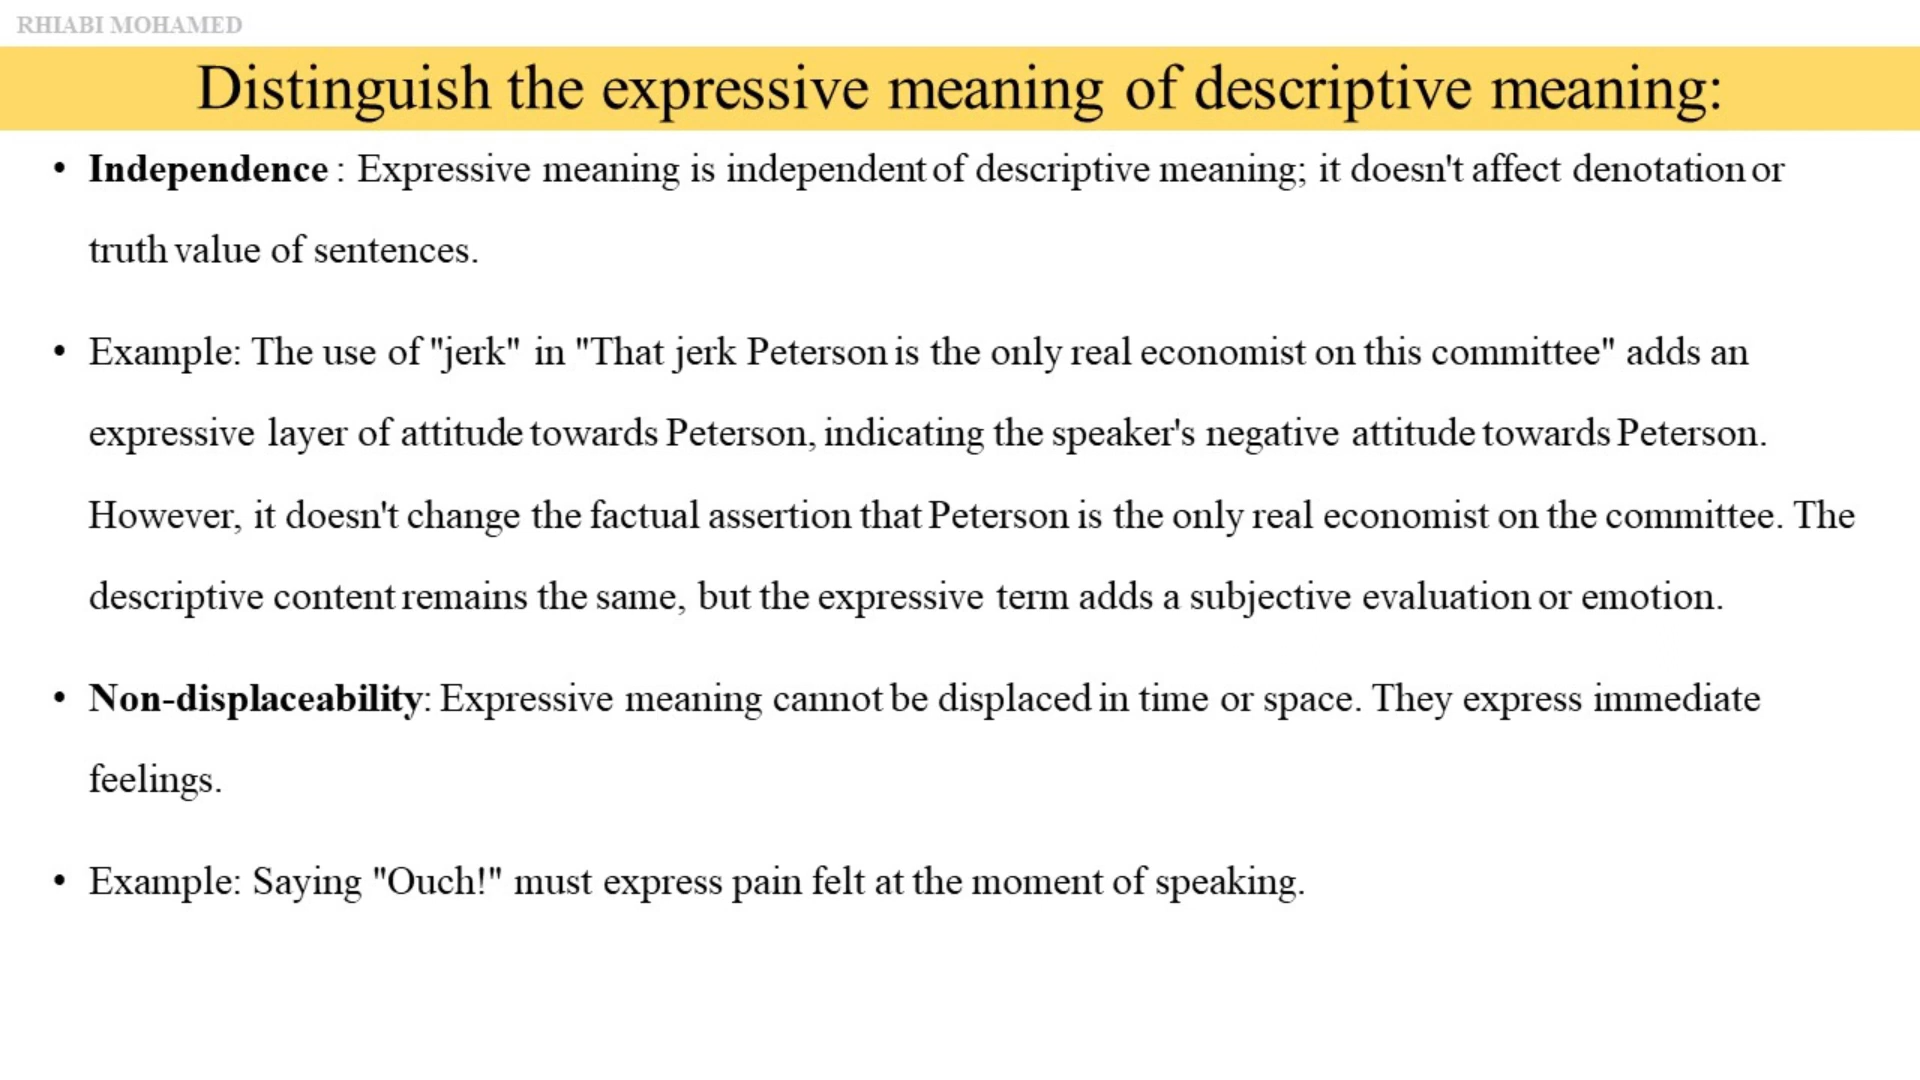 RHIABI MOHAMED
Distinguish the expressive meaning of descriptive meaning:
• Independence : Expressive meaning is independent of descriptive meaning; it doesn't affect denotation or
truth value of sentences.
• Example: The use of "jerk" in "That jerk Peterson is the only real economist on this committee" adds an
expressive layer of attitude towards Peterson, indicating the speaker's negative attitude towards Peterson.
However, it doesn't change the factual assertion that Peterson is the only real economist on the committee. The
descriptive content remains the same, but the expressive term adds a subjective evaluation or emotion.
• Non-displaceability: Expressive meaning cannot be displaced in time or space. They express immediate
feelings.
• Example: Saying "Ouch!" must express pain felt at the moment of speaking.